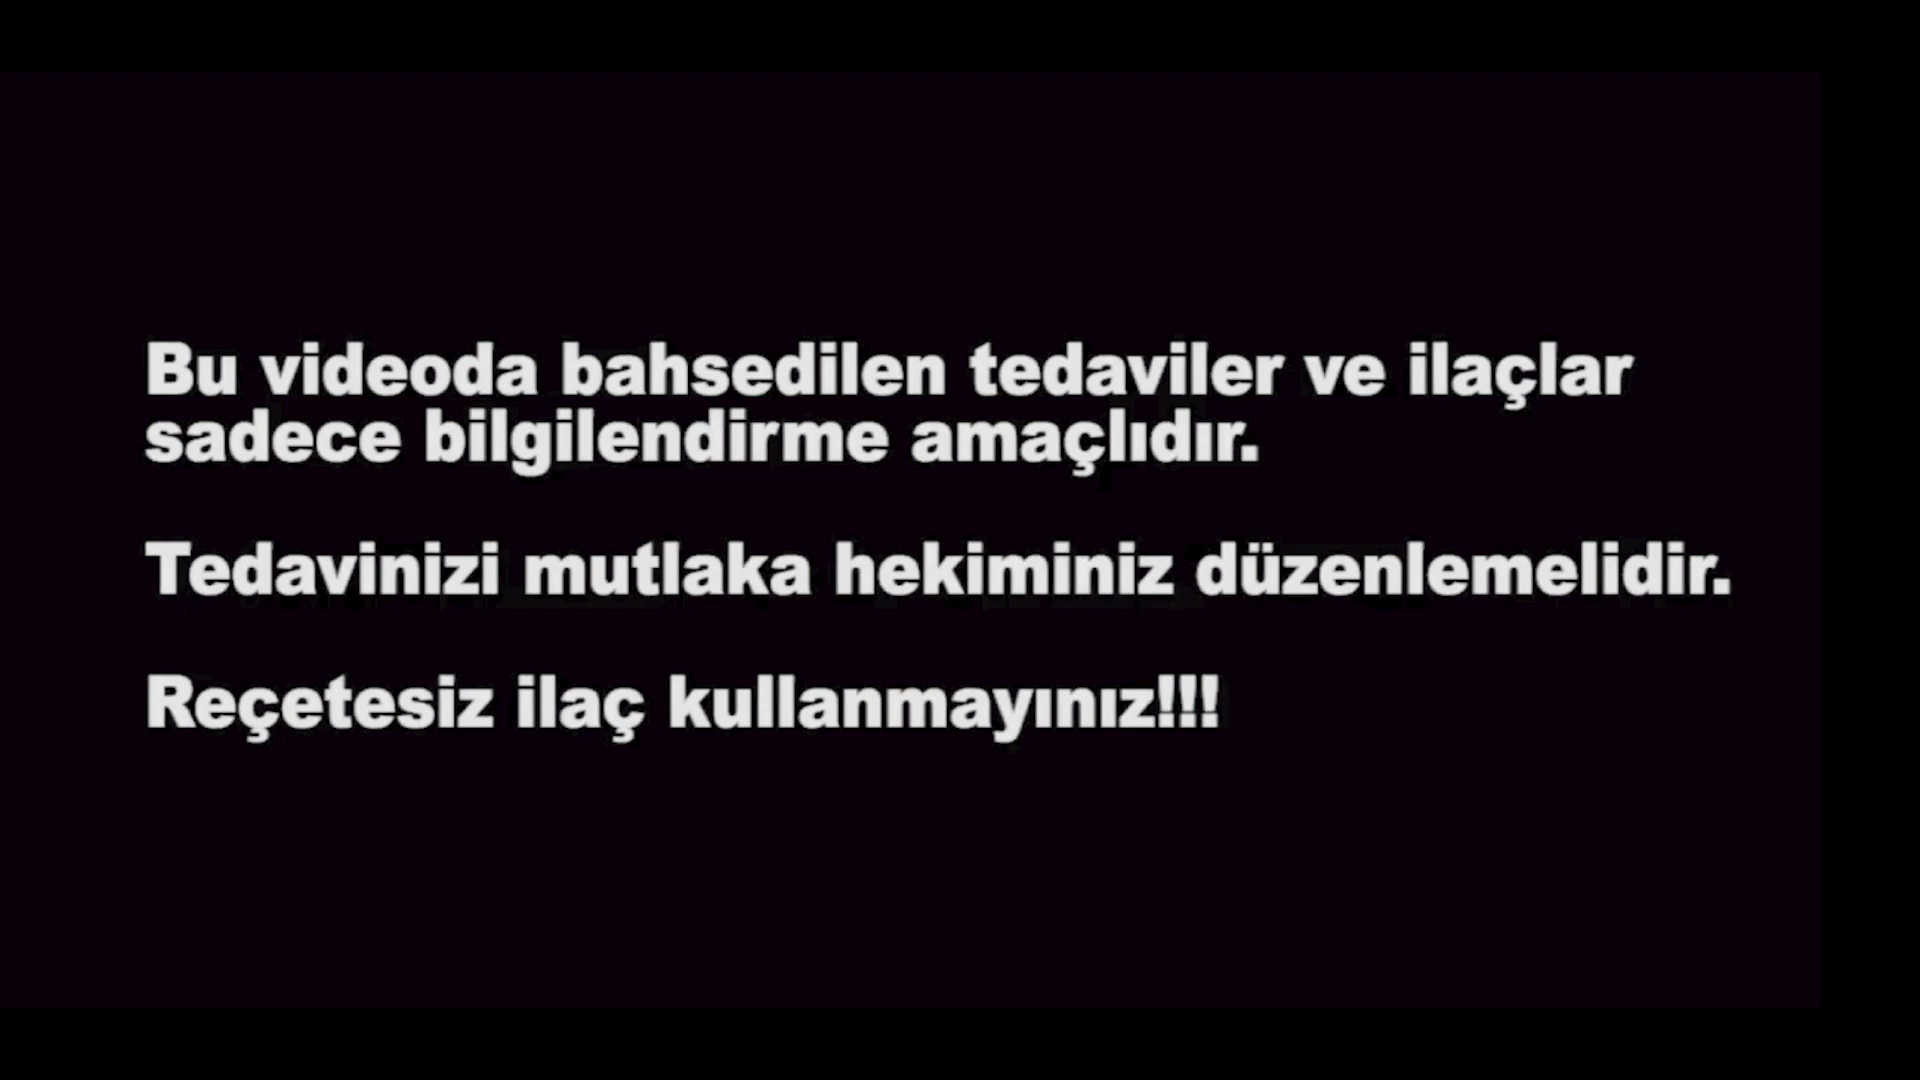 Bu videoda bahsedilen tedaviler ve ilaçlar
sadece bilgilendirme amaçlıdır.
Tedavinizi mutlaka hekiminiz düzenlemelidir.
Reçetesiz ilaç kullanmayınız!!!